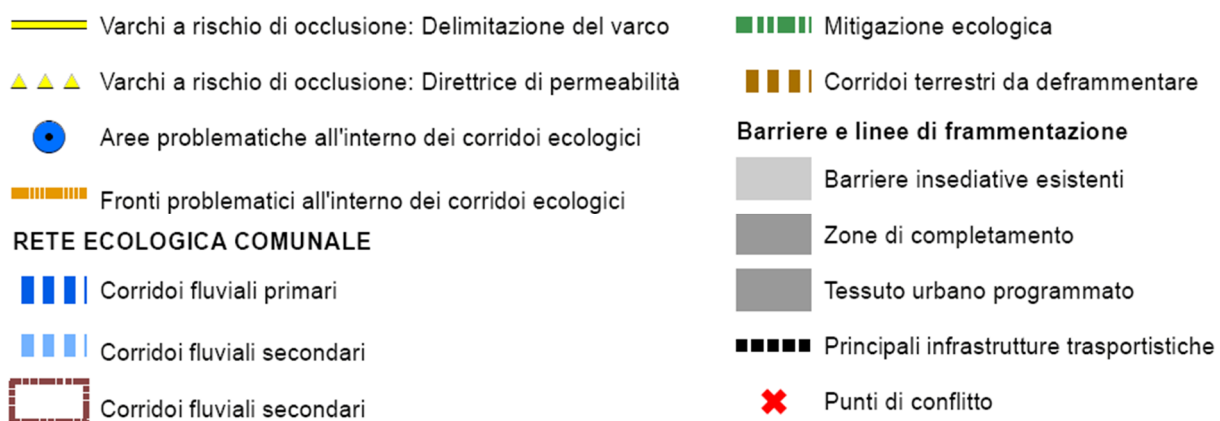 Varchi a rischio di occlusione: Delimitazione del varco
Varchi a rischio di occlusione: Direttrice di permeabilità
Aree problematiche all'interno dei corridoi ecologici
Fronti problematici all'interno dei corridoi ecologici
RETE ECOLOGICA COMUNALE
Corridoi fluviali primari
Corridoi fluviali secondari
Corridoi fluviali secondari
Mitigazione ecologica
Corridoi terrestri da deframmentare
Barriere e linee di frammentazione
Barriere insediative esistenti
Zone di completamento
Tessuto urbano programmato
Principali infrastrutture trasportistiche
Punti di conflitto